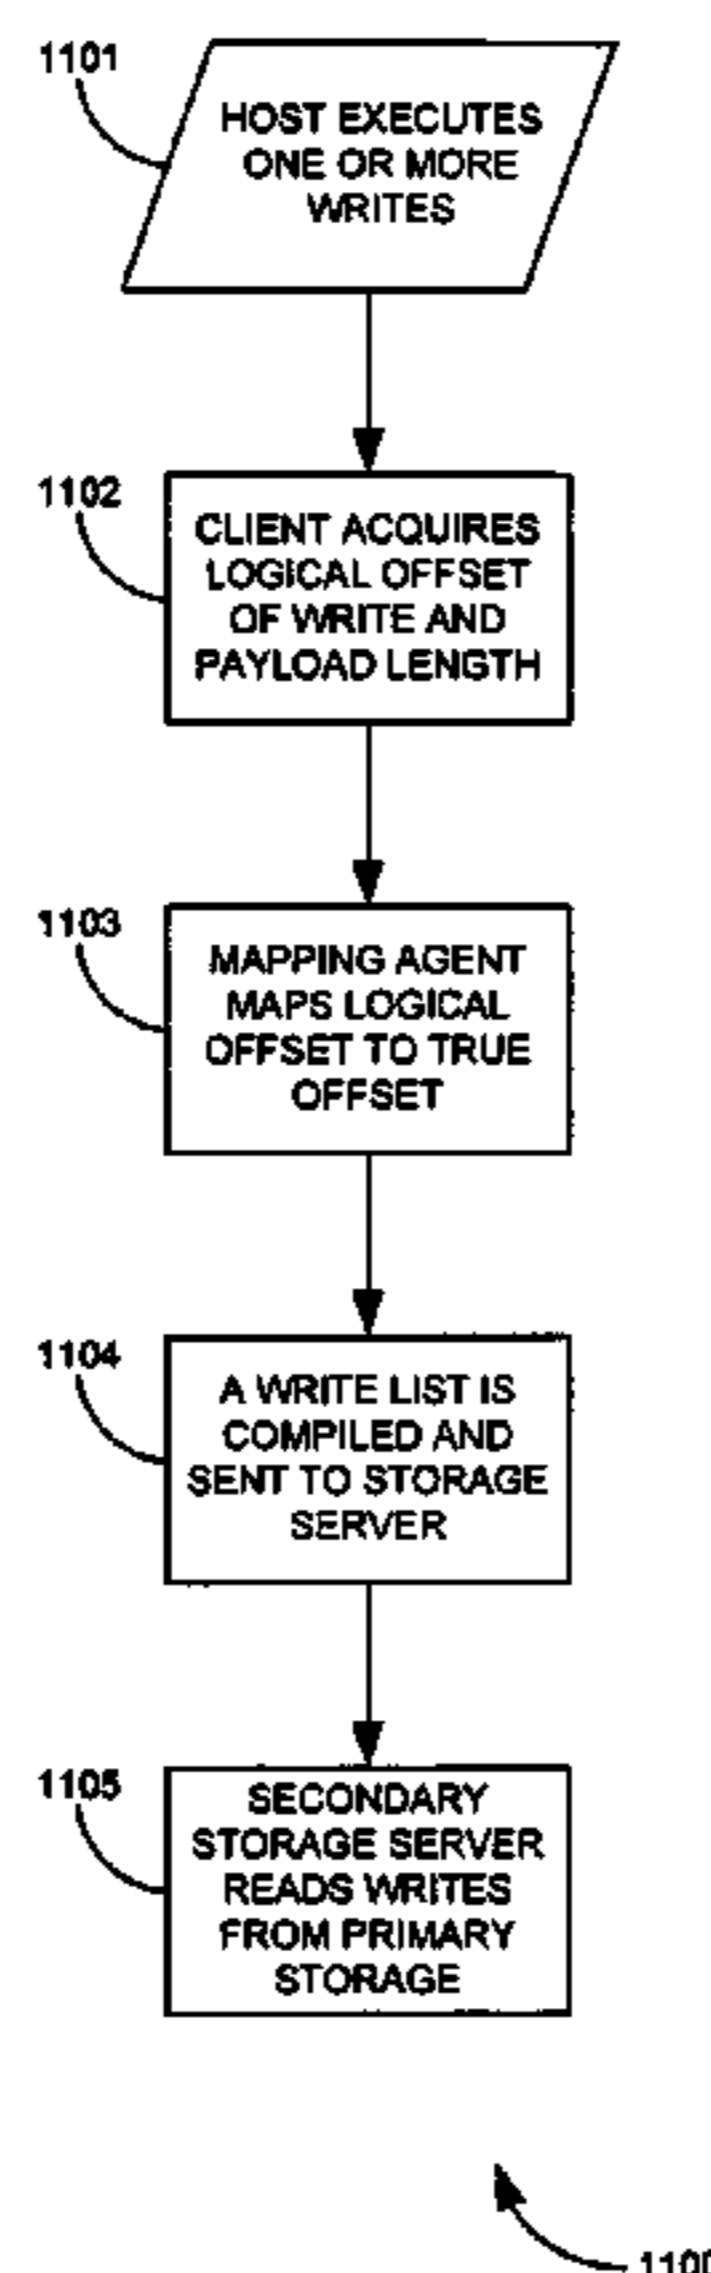 1101
HOST EXECUTES
ONE OR MORE
WRITES
1102
CLIENT ACQUIRES
LOGICAL OFFSET
OF WRITE AND
PAYLOAD LENGTH
1103
MAPPING AGENT
MAPS LOGICAL
OFFSET TO TRUE
OFFSET
1104
A WRITE LIST IS
COMPILED AND
SENT TO STORAGE
SERVER
1105
SECONDARY
STORAGE SERVER
READS WRITES
FROM PRIMARY
STORAGE
1100